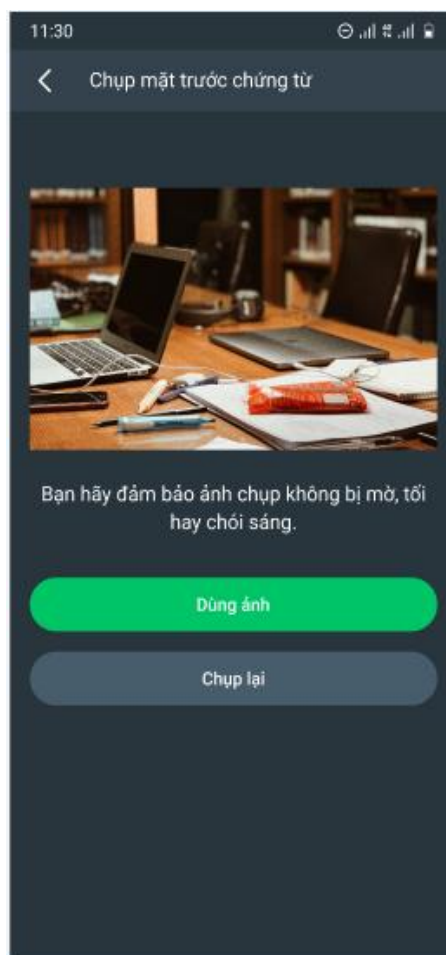 11:30
Chụp mặt trước chứng từ
Bạn hãy đảm bảo ảnh chụp không bị mờ, tối
hay chói sáng.
Dùng ảnh
Chụp lại